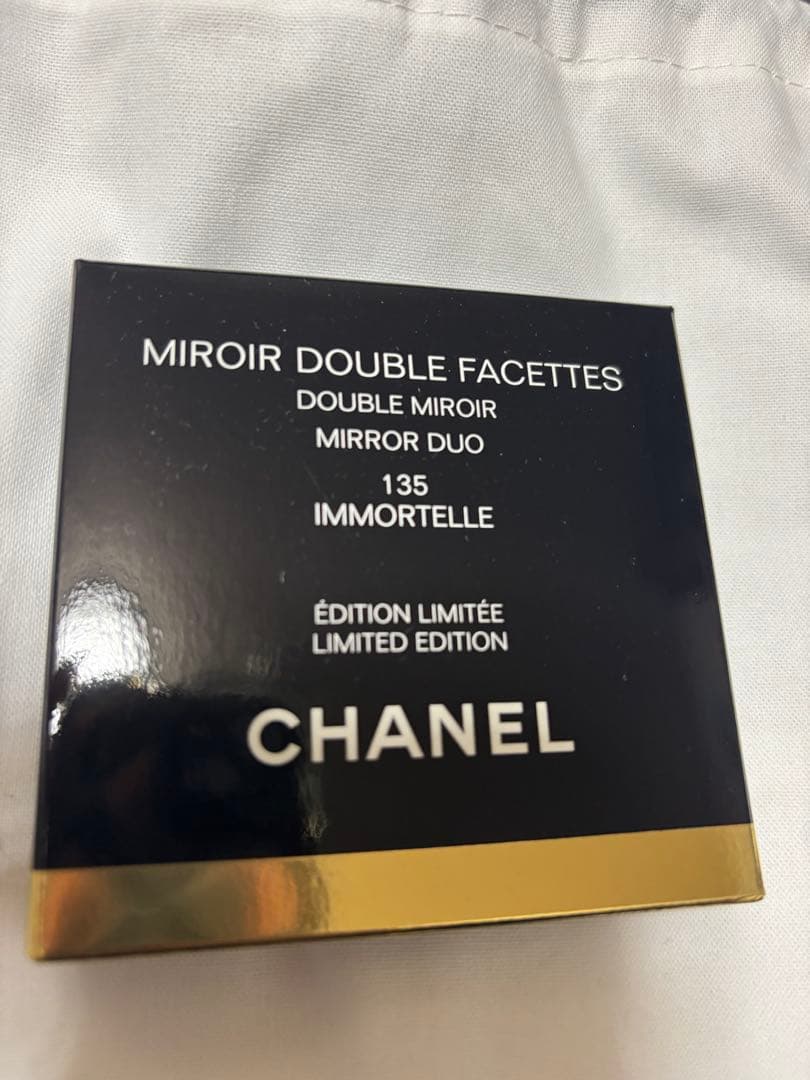 MIROIR DOUBLE FACETTES
DOUBLE MIROIR
MIRROR DUO
135
IMMORTELLE
ÉDITION LIMITÉE
LIMITED EDITION
CHANEL